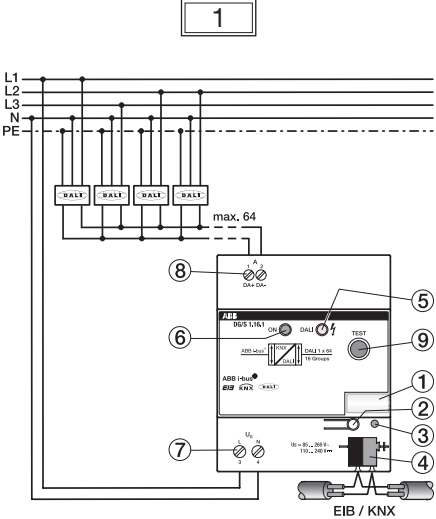 1
L1
L2
L3
N
PE
DALI DALI DALI DALI
max. 64
A
1 2
DA+ DA-
8
ABB
DG/S 1.16.1
ON
DALI
5
6
TEST
9
ABB i-bus®
KNX
DALI
DALI 1 x 64
16 Groups
ABB i-bus®
EIB KNX DALI
1
2
3
4
7
Us
L N
3 4
Us = 85 ... 265 V~
110 ... 240 V
EIB / KNX